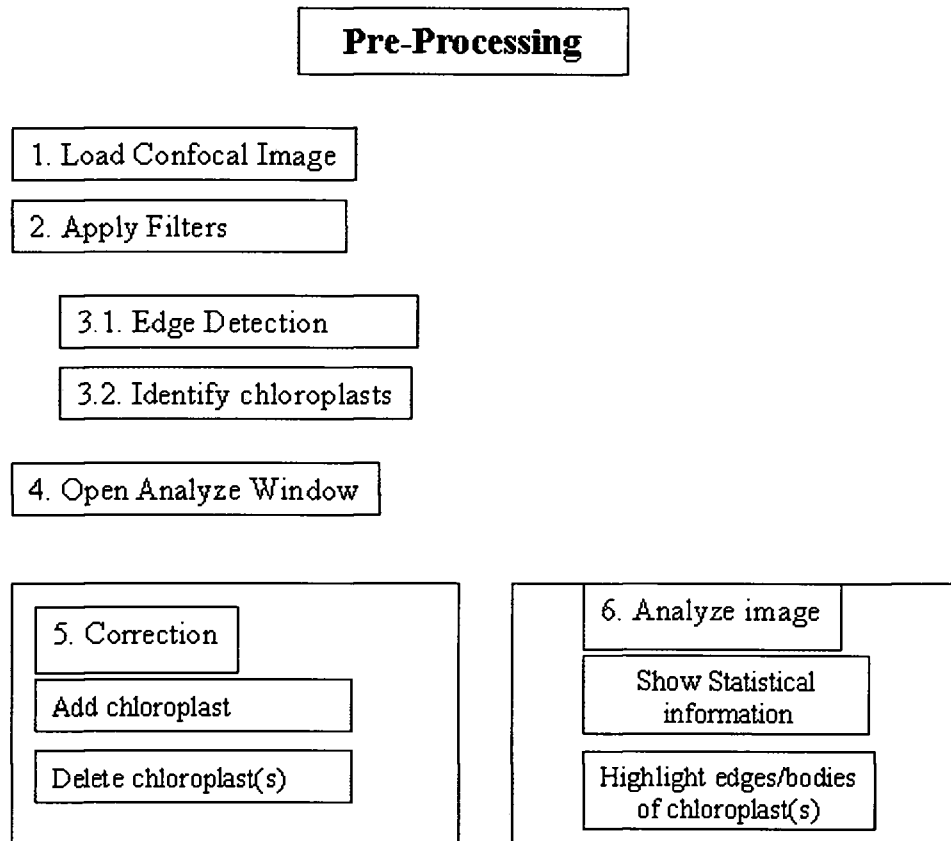 Pre-Processing
1. Load Confocal Image
2. Apply Filters
3.1. Edge Detection
3.2. Identify chloroplasts
4. Open Analyze Window
5. Correction
Add chloroplast
Delete chloroplast(s)
6. Analyze image
Show Statistical
information
Highlight edges/bodies
of chloroplast(s)